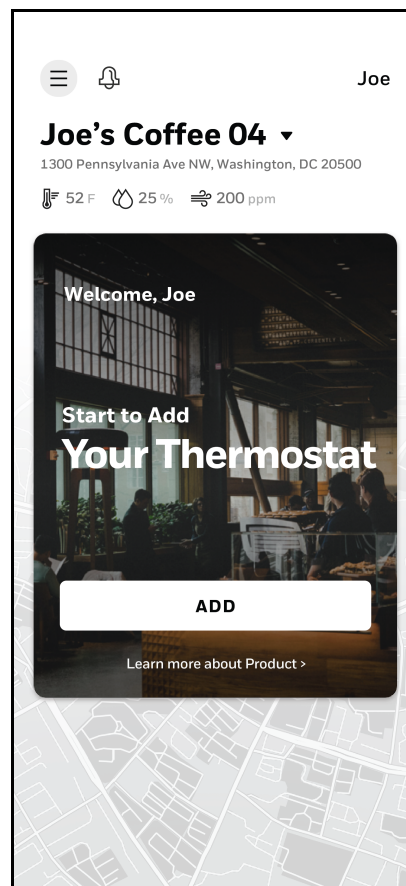 Joe
Joe's Coffee 04
1300 Pennsylvania Ave NW, Washington, DC 20500
52 F 25 % 200 ppm
Welcome, Joe
Start to Add
Your Thermostat
ADD
Learn more about Product >